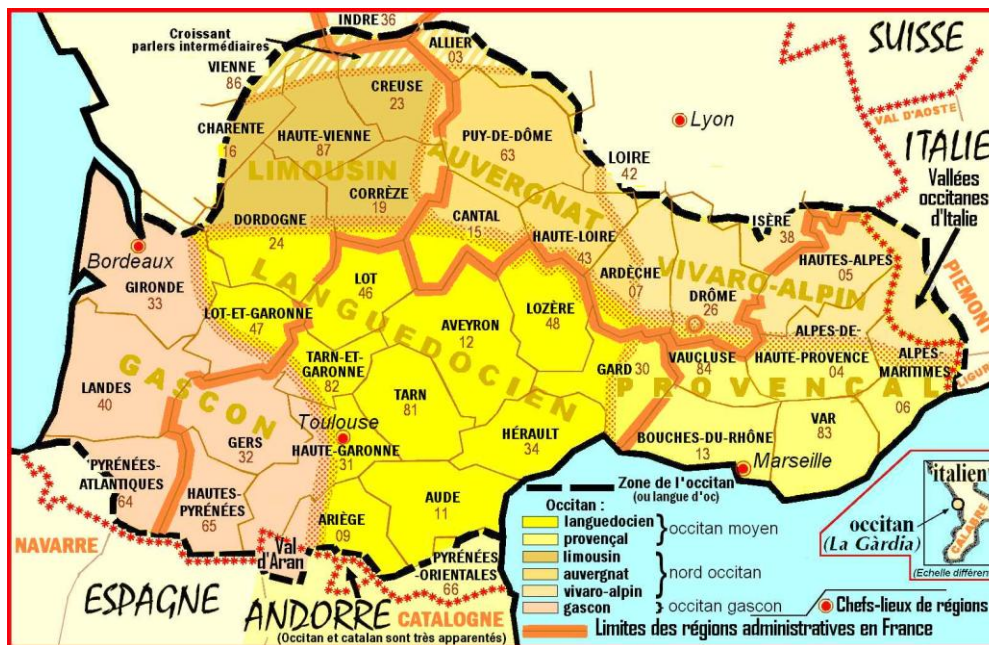 INDRE 36
Croissant
parlers intermédiaires
ALLIER
03
VIENNE
86
SUISSE
CREUSE
23
VAL D'AOSTE
Lyon
CHARENTE
16
HAUTE-VIENNE
87
PUY-DE-DÔME
63
LOIRE
42
ITALIE
Vallées
occitanes
d'Italie
LIMOUSIN
AUVERGNAT
CORRÈZE
19
DORDOGNE
24
CANTAL
15
HAUTE-LOIRE
43
ISÈRE
38
HAUTES-ALPES
05
PIEMONT
Bordeaux
GIRONDE
33
LOT
46
ARDÈCHE
07
VIVARO-ALPIN
DRÔME
26
LANGUEDOCIEN
LOT-ET-GARONNE
47
AVEYRON
12
LOZÈRE
48
ALPES-DE-
HAUTE-PROVENCE
04
TARN-ET-
GARONNE
82
GARD 30
VAUCLUSE
84
ALPES-
MARITIMES
06
LIGURIE
GASCON
PROVENÇAL
LANDES
40
TARN
81
GERS
32
Toulouse
HAUTE-GARONNE
31
HÉRAULT
34
BOUCHES-DU-RHÔNE
13
VAR
83
Marseille
PYRÉNÉES-
ATLANTIQUES
64
HAUTES-
PYRÉNÉES
65
AUDE
11
ARIÈGE
09
Val
d'Aran
PYRÉNÉES-
ORIENTALES
66
NAVARRE
ESPAGNE
ANDORRE
CATALOGNE
(Occitan et catalan sont très apparentés)
Zone de l'occitan
(ou langue d'oc)
Occitan :
languedocien
provençal
occitan moyen
limousin
auvergnat
vivaro-alpin
nord occitan
gascon
occitan gascon
Chefs-lieux de régions
Limites des régions administratives en France
italien
occitan
(La Gàrdia)
CALABRE
(Echelle différent